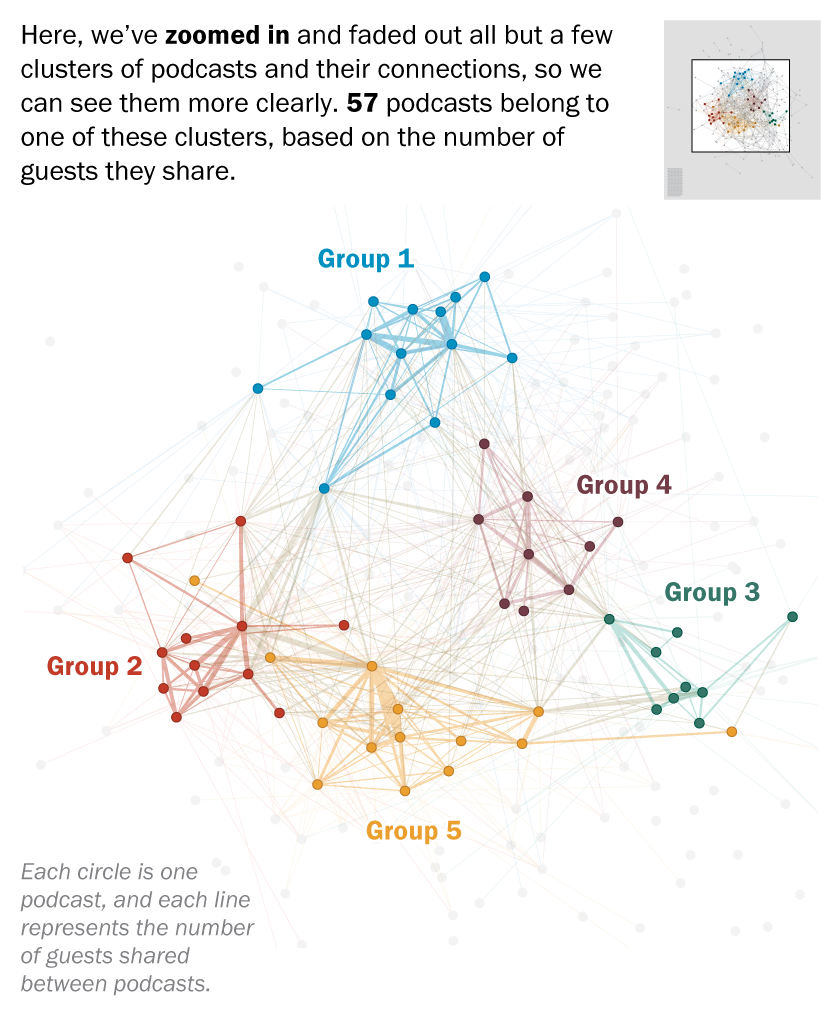 Here, we’ve zoomed in and faded out all but a few
clusters of podcasts and their connections, so we
can see them more clearly. 57 podcasts belong to
one of these clusters, based on the number of
guests they share.
Group 1
Group 4
Group 3
Group 2
Group 5
Each circle is one
podcast, and each line
represents the number
of guests shared
between podcasts.